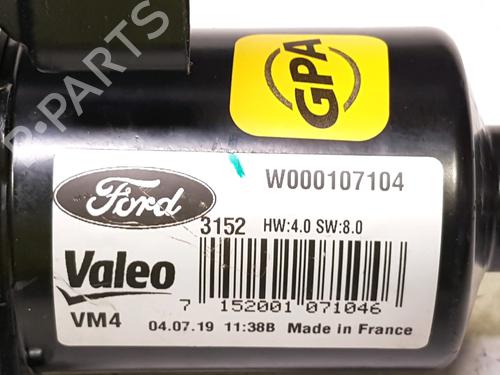 B-PARTS
GPA
W000107104
Ford
3152 HW:4.0 SW:8.0
Valeo
7 152001 071046
VM4 04.07.19 11:38B Made in France